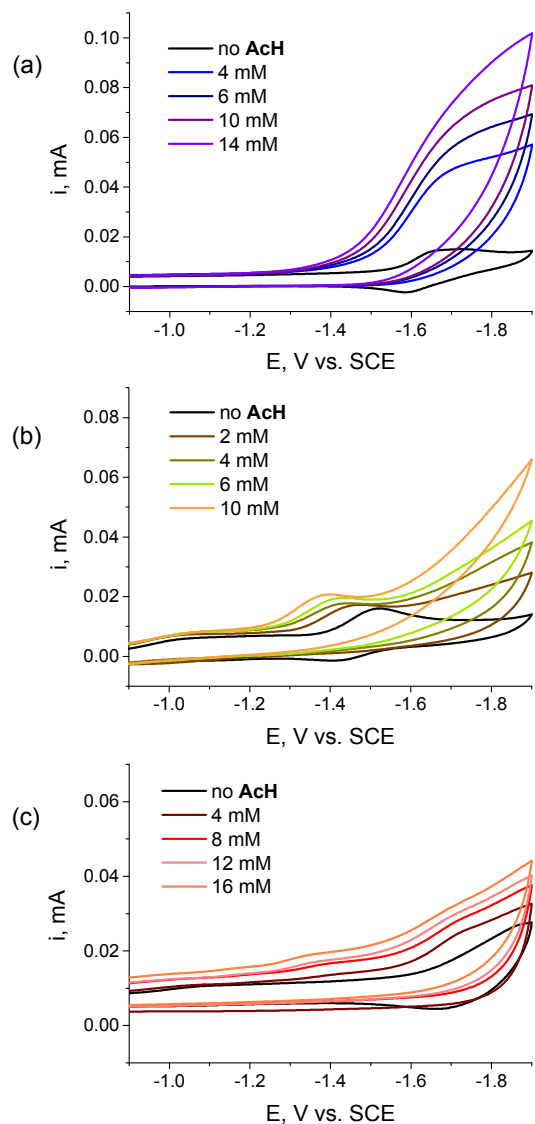 (a)
no AcH
4 mM
6 mM
10 mM
14 mM
i, mA
0.10
0.08
0.06
0.04
0.02
0.00
-1.0 -1.2 -1.4 -1.6 -1.8
E, V vs. SCE
(b)
no AcH
2 mM
4 mM
6 mM
10 mM
i, mA
0.08
0.06
0.04
0.02
0.00
-1.0 -1.2 -1.4 -1.6 -1.8
E, V vs. SCE
(c)
no AcH
4 mM
8 mM
12 mM
16 mM
i, mA
0.06
0.04
0.02
0.00
-1.0 -1.2 -1.4 -1.6 -1.8
E, V vs. SCE